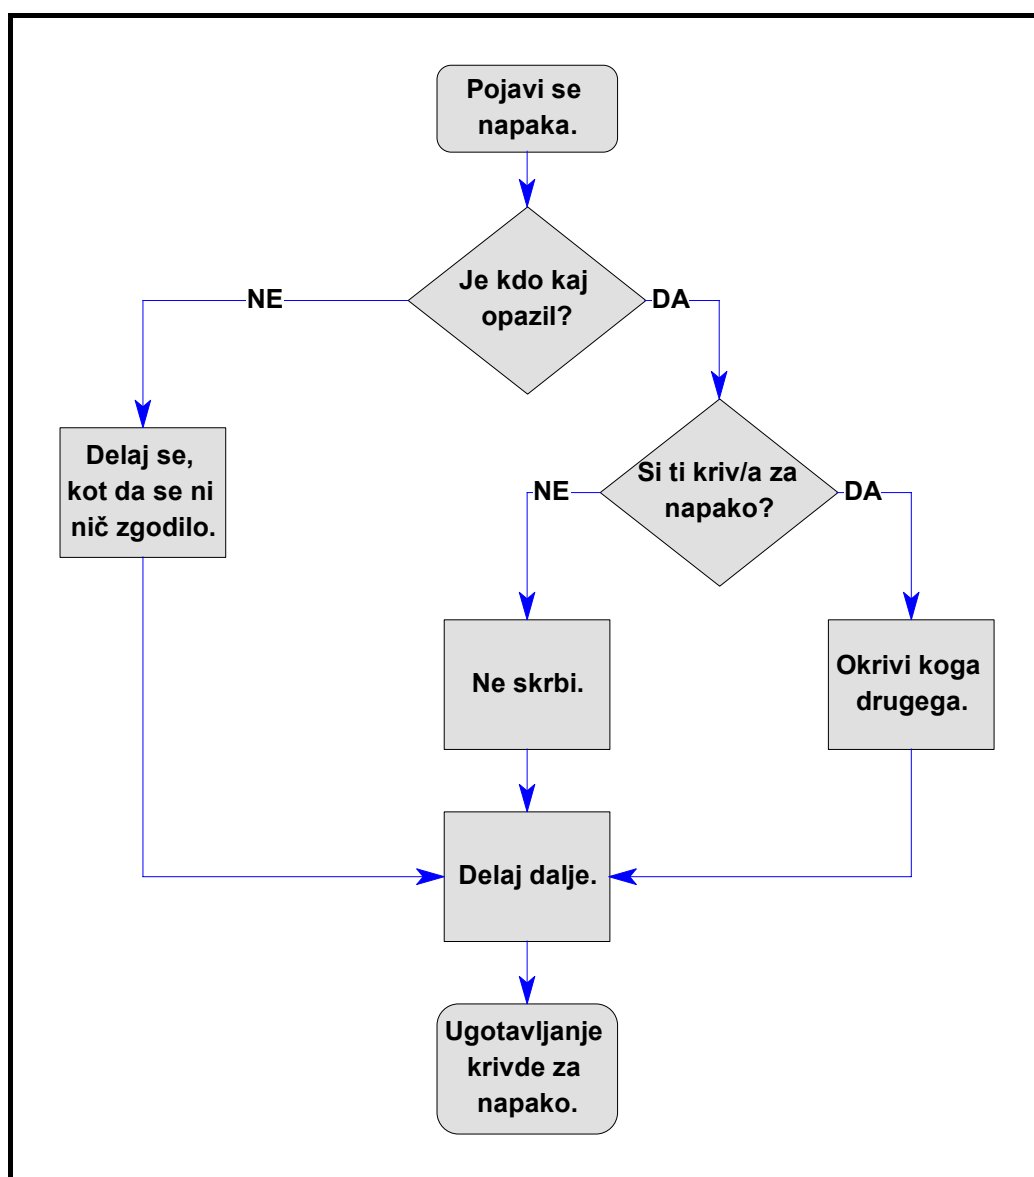 Pojavi se
napaka.
Je kdo kaj
opazil?
NE
DA
Delaj se,
kot da se ni
nič zgodilo.
Si ti kriv/a za
napako?
NE
DA
Ne skrbi.
Okrivi koga
drugega.
Delaj dalje.
Ugotavljanje
krivde za
napako.